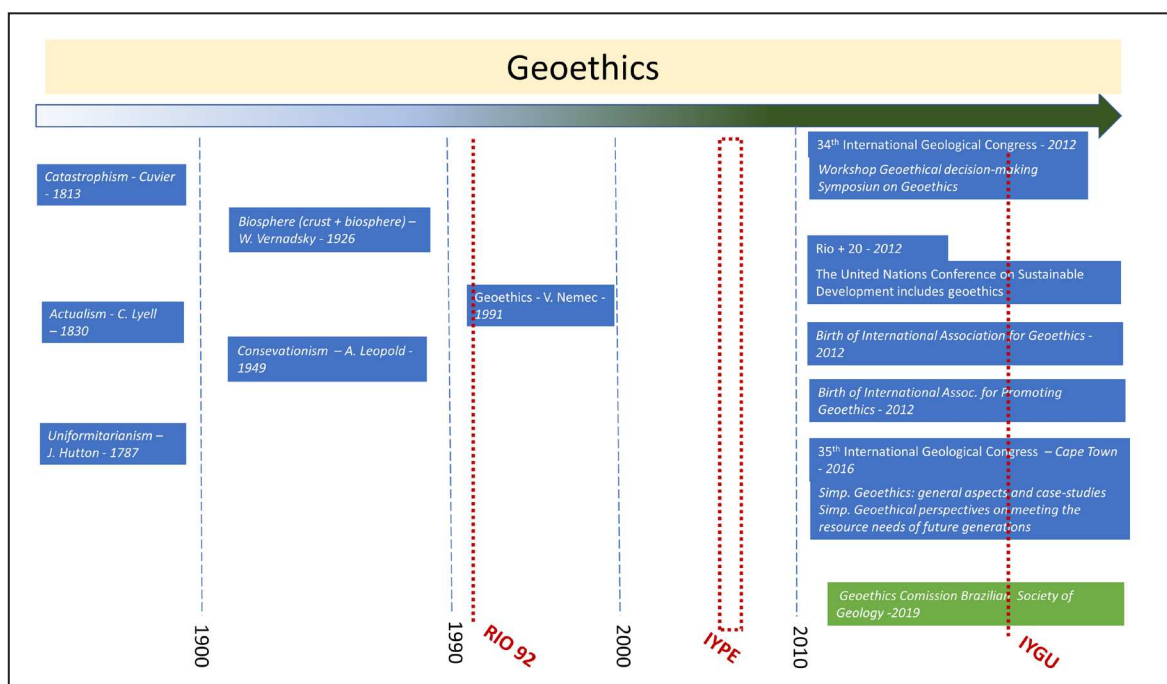 Geoethics
Catastrophism - Cuvier
- 1813
Actualism - C. Lyell
– 1830
Uniformitarianism –
J. Hutton - 1787
Biosphere (crust + biosphere) –
W. Vernadsky - 1926
Consevationism – A. Leopold -
1949
Geoethics - V. Nemec -
1991
34th International Geological Congress - 2012
Workshop Geoethical decision-making
Symposiun on Geoethics
Rio + 20 - 2012
The United Nations Conference on Sustainable
Development includes geoethics
Birth of International Association for Geoethics -
2012
Birth of International Assoc. for Promoting
Geoethics - 2012
35th International Geological Congress – Cape Town
- 2016
Simp. Geoethics: general aspects and case-studies
Simp. Geoethical perspectives on meeting the
resource needs of future generations
Geoethics Comission Brazilian Society of
Geology -2019
1900
1990
RIO 92
2000
IYPE
2010
IYGU